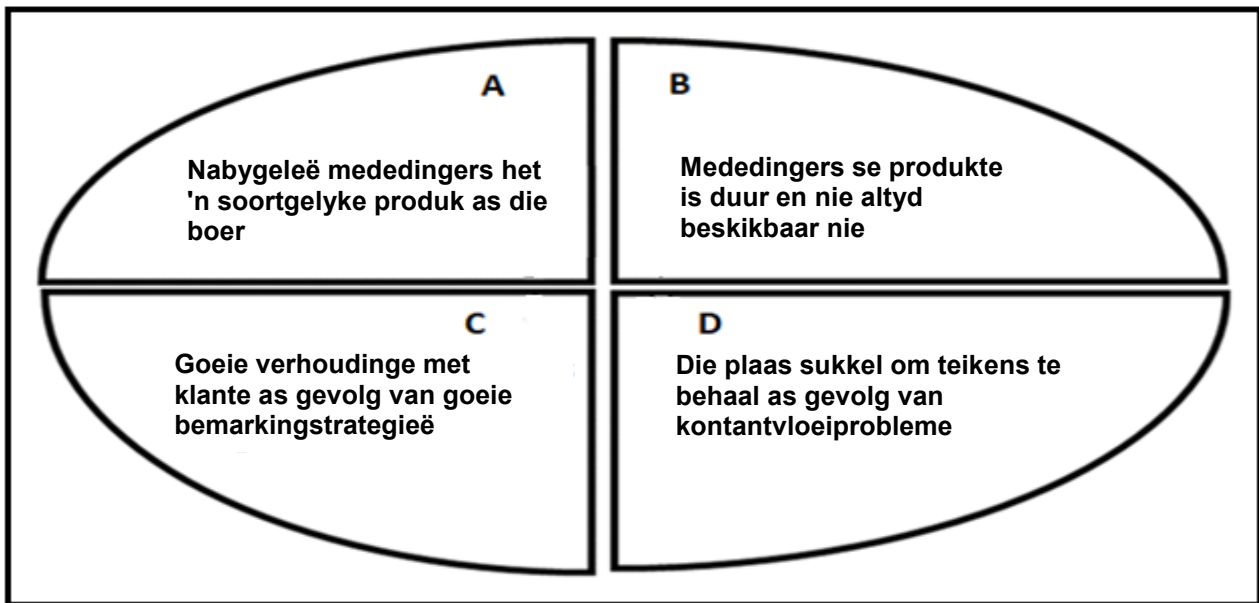 A
Nabygeleë mededingers het
'n soortgelyke produk as die
boer
B
Mededingers se produkte
is duur en nie altyd
beskikbaar nie
C
Goeie verhoudinge met
klante as gevolg van goeie
bemarkingstrategieë
D
Die plaas sukkel om teikens te
behaal as gevolg van
kontantvloeiprobleme